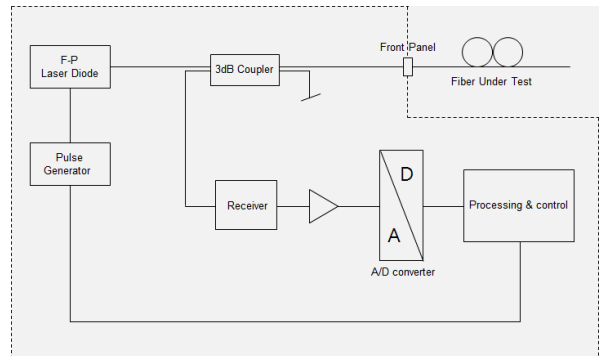 F-P
Laser Diode
3dB Coupler
Front Panel
Fiber Under Test
Pulse
Generator
Receiver
D
A
A/D converter
Processing & control